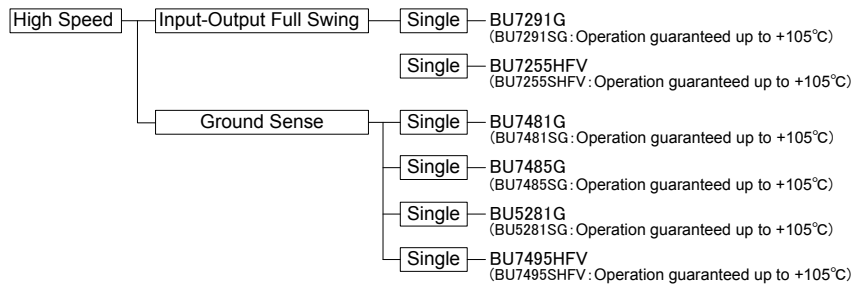 High Speed
Input-Output Full Swing
Single
BU7291G
(BU7291SG:Operation guaranteed up to +105°C)
Single
BU7255HFV
(BU7255SHFV:Operation guaranteed up to +105°C)
Ground Sense
Single
BU7481G
(BU7481SG:Operation guaranteed up to +105°C)
Single
BU7485G
(BU7485SG:Operation guaranteed up to +105°C)
Single
BU5281G
(BU5281SG:Operation guaranteed up to +105°C)
Single
BU7495HFV
(BU7495SHFV:Operation guaranteed up to +105°C)